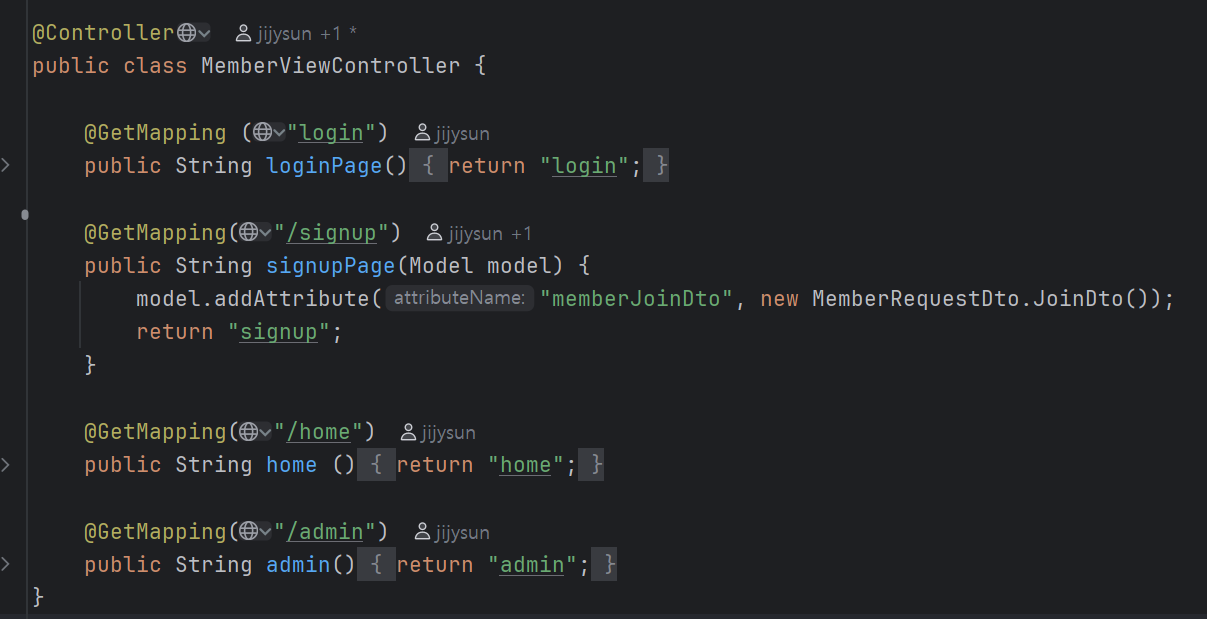 @Controller jijysun +1 *
public class MemberViewController {
@GetMapping ("login") jijysun
public String loginPage() { return "login"; }
@GetMapping("/signup") jijysun +1
public String signupPage(Model model) {
model.addAttribute( attributeName: "memberJoinDto", new MemberRequestDto.JoinDto());
return "signup";
}
@GetMapping("/home") jijysun
public String home () { return "home"; }
@GetMapping("/admin") jijysun
public String admin() { return "admin"; }
}